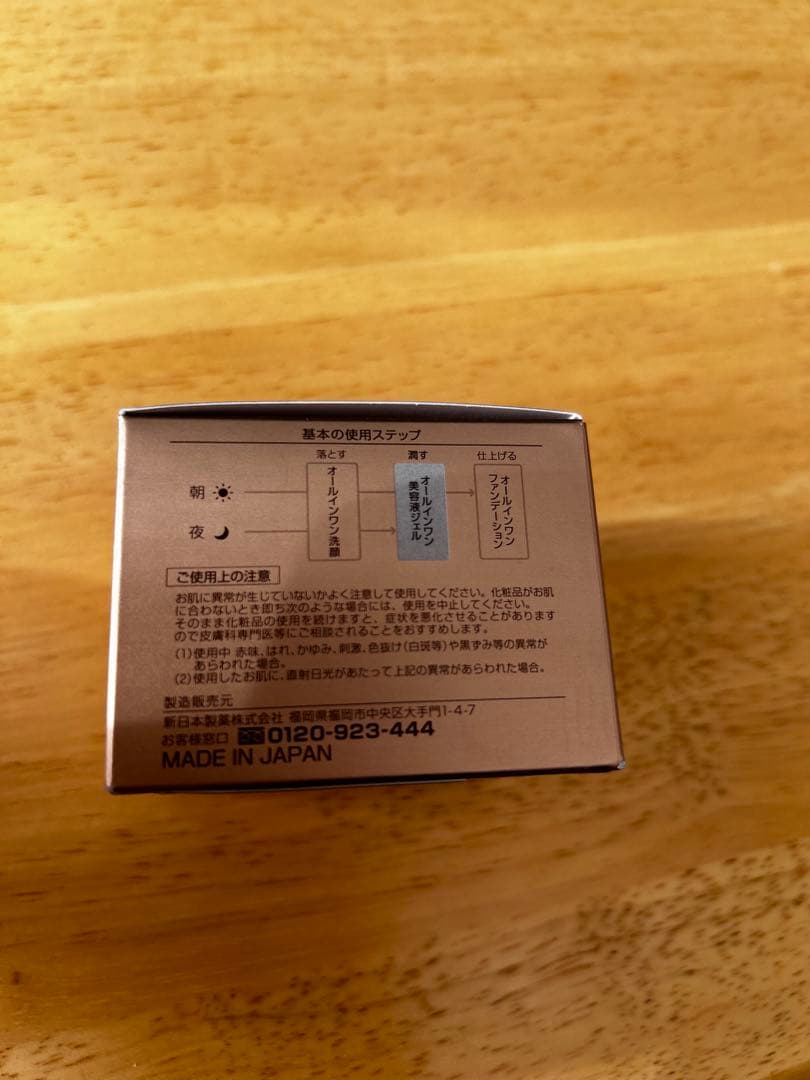 基本の使用ステップ
落とす 潤す 仕上げる
朝
夜
オールインワン洗顔
オールインワン
美容液ジェル
オールインワン
ファンデーション
ご使用上の注意
お肌に異常が生じていないかよく注意して使用してください。化粧品がお肌
に合わないとき即ち次のような場合には、使用を中止してください。
そのまま化粧品の使用を続けますと、症状を悪化させることがあります
ので皮膚科専門医等にご相談されることをおすすめします。
(1)使用中 赤味、はれ、かゆみ、刺激、色抜け(白斑等)や黒ずみ等の異常が
あらわれた場合。
(2)使用したお肌に、直射日光があたって上記の異常があらわれた場合。
製造販売元
新日本製薬株式会社 福岡県福岡市中央区大手門1-4-7
お客様窓口 0120-923-444
MADE IN JAPAN